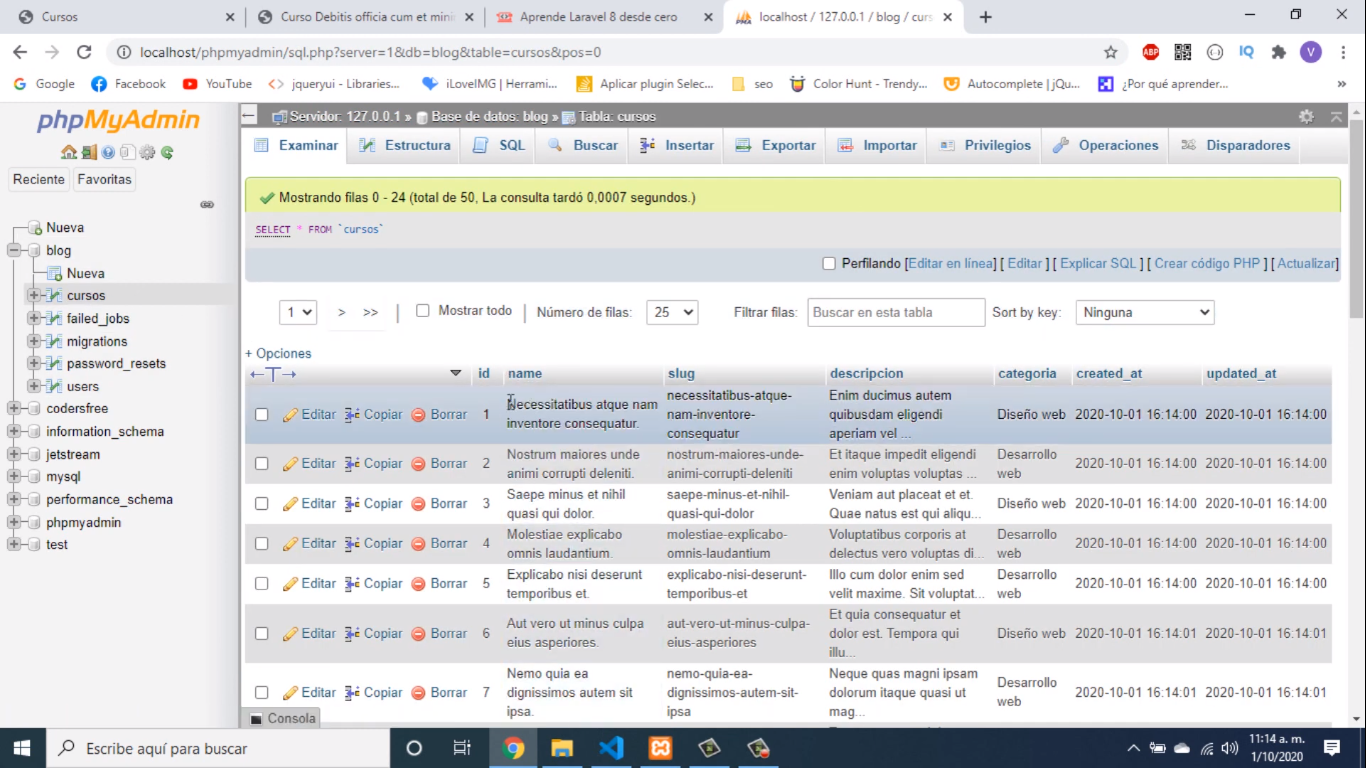 Cursos
Curso Debitis officia cum et mini
Aprende Laravel 8 desde cero
localhost / 127.0.0.1 / blog / curs
localhost/phpmyadmin/sql.php?server=1&db=blog&table=cursos&pos=0
ABP
IQ
V
Google
Facebook
YouTube
jqueryui - Libraries...
iLoveIMG | Herrami...
Aplicar plugin Selec...
seo
Color Hunt - Trendy...
Autocomplete | jQu...
¿Por qué aprender...
phpMyAdmin
Reciente
Favoritas
Nueva
blog
Nueva
cursos
failed_jobs
migrations
password_resets
users
codersfree
information_schema
jetstream
mysql
performance_schema
phpmyadmin
test
Servidor: 127.0.0.1 » Base de datos: blog » Tabla: cursos
Examinar
Estructura
SQL
Buscar
Insertar
Exportar
Importar
Privilegios
Operaciones
Disparadores
Mostrando filas 0 - 24 (total de 50, La consulta tardó 0,0007 segundos.)
SELECT * FROM `cursos`
Perfilando [Editar en línea] [ Editar ] [ Explicar SQL ] [ Crear código PHP ] [ Actualizar]
1
> >> | Mostrar todo | Número de filas: 25 Filtrar filas: Buscar en esta tabla Sort by key: Ninguna
+ Opciones
←T→ id name slug descripcion categoria created_at updated_at
Editar Copiar Borrar 1
Necessitatibus atque nam
inventore consequatur.
necessitatibus-atque-
nam-inventore-
consequatur
Enim ducimus autem
quibusdam eligendi
aperiam vel ...
Diseño web 2020-10-01 16:14:00 2020-10-01 16:14:00
Editar Copiar Borrar 2
Nostrum maiores unde
animi corrupti deleniti.
nostrum-maiores-unde-
animi-corrupti-deleniti
Et itaque impedit eligendi
enim voluptas voluptas ...
Desarrollo
web
2020-10-01 16:14:00 2020-10-01 16:14:00
Editar Copiar Borrar 3
Saepe minus et nihil
quasi qui dolor.
saepe-minus-et-nihil-
quasi-qui-dolor
Veniam aut placeat et et.
Quae natus est qui aliqu...
Diseño web 2020-10-01 16:14:00 2020-10-01 16:14:00
Editar Copiar Borrar 4
Molestiae explicabo
omnis laudantium.
molestiae-explicabo-
omnis-laudantium
Voluptatibus corporis at
delectus vero voluptas di...
Desarrollo
web
2020-10-01 16:14:00 2020-10-01 16:14:00
Editar Copiar Borrar 5
Explicabo nisi deserunt
temporibus et.
explicabo-nisi-deserunt-
temporibus-et
Illo cum dolor enim sed
velit maxime. Sit voluptat...
Desarrollo
web
2020-10-01 16:14:00 2020-10-01 16:14:00
Editar Copiar Borrar 6
Aut vero ut minus culpa
eius asperiores.
aut-vero-ut-minus-culpa-
eius-asperiores
Et quia consequatur et
dolor est. Tempora qui
illu...
Diseño web 2020-10-01 16:14:01 2020-10-01 16:14:01
Editar Copiar Borrar 7
Nemo quia ea
dignissimos autem sit
ipsa.
nemo-quia-ea-
dignissimos-autem-sit-
ipsa
Neque quas magni ipsam
dolorum itaque quasi ut
mag...
Desarrollo
web
2020-10-01 16:14:01 2020-10-01 16:14:01
Consola
Escribe aquí para buscar
11:14 a. m.
1/10/2020